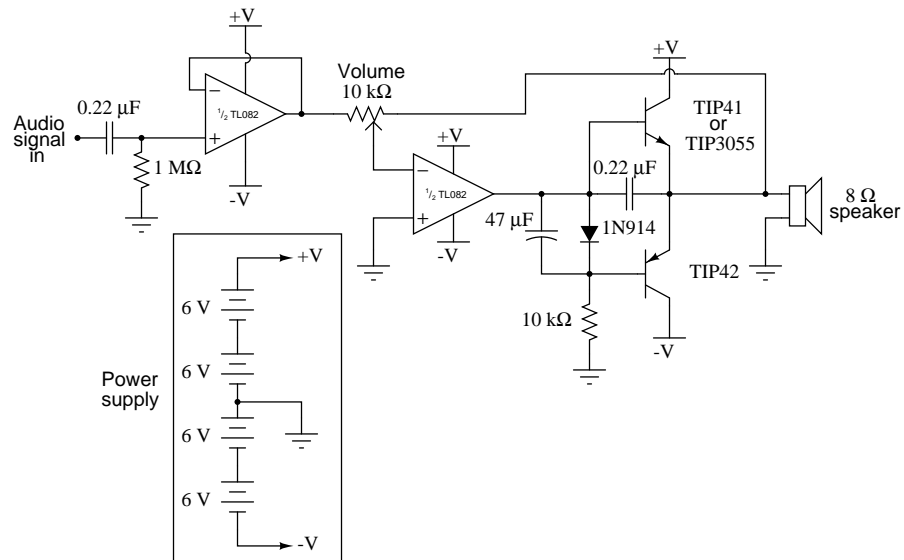 +V
Volume
10 kΩ
+V
0.22 µF
Audio
signal
in
−
1/2 TL082
+
TIP41
or
TIP3055
1 MΩ
-V
+V
−
1/2 TL082
+
0.22 µF
8 Ω
speaker
47 µF
1N914
-V
TIP42
+V
6 V
10 kΩ
-V
6 V
Power
supply
6 V
6 V
-V